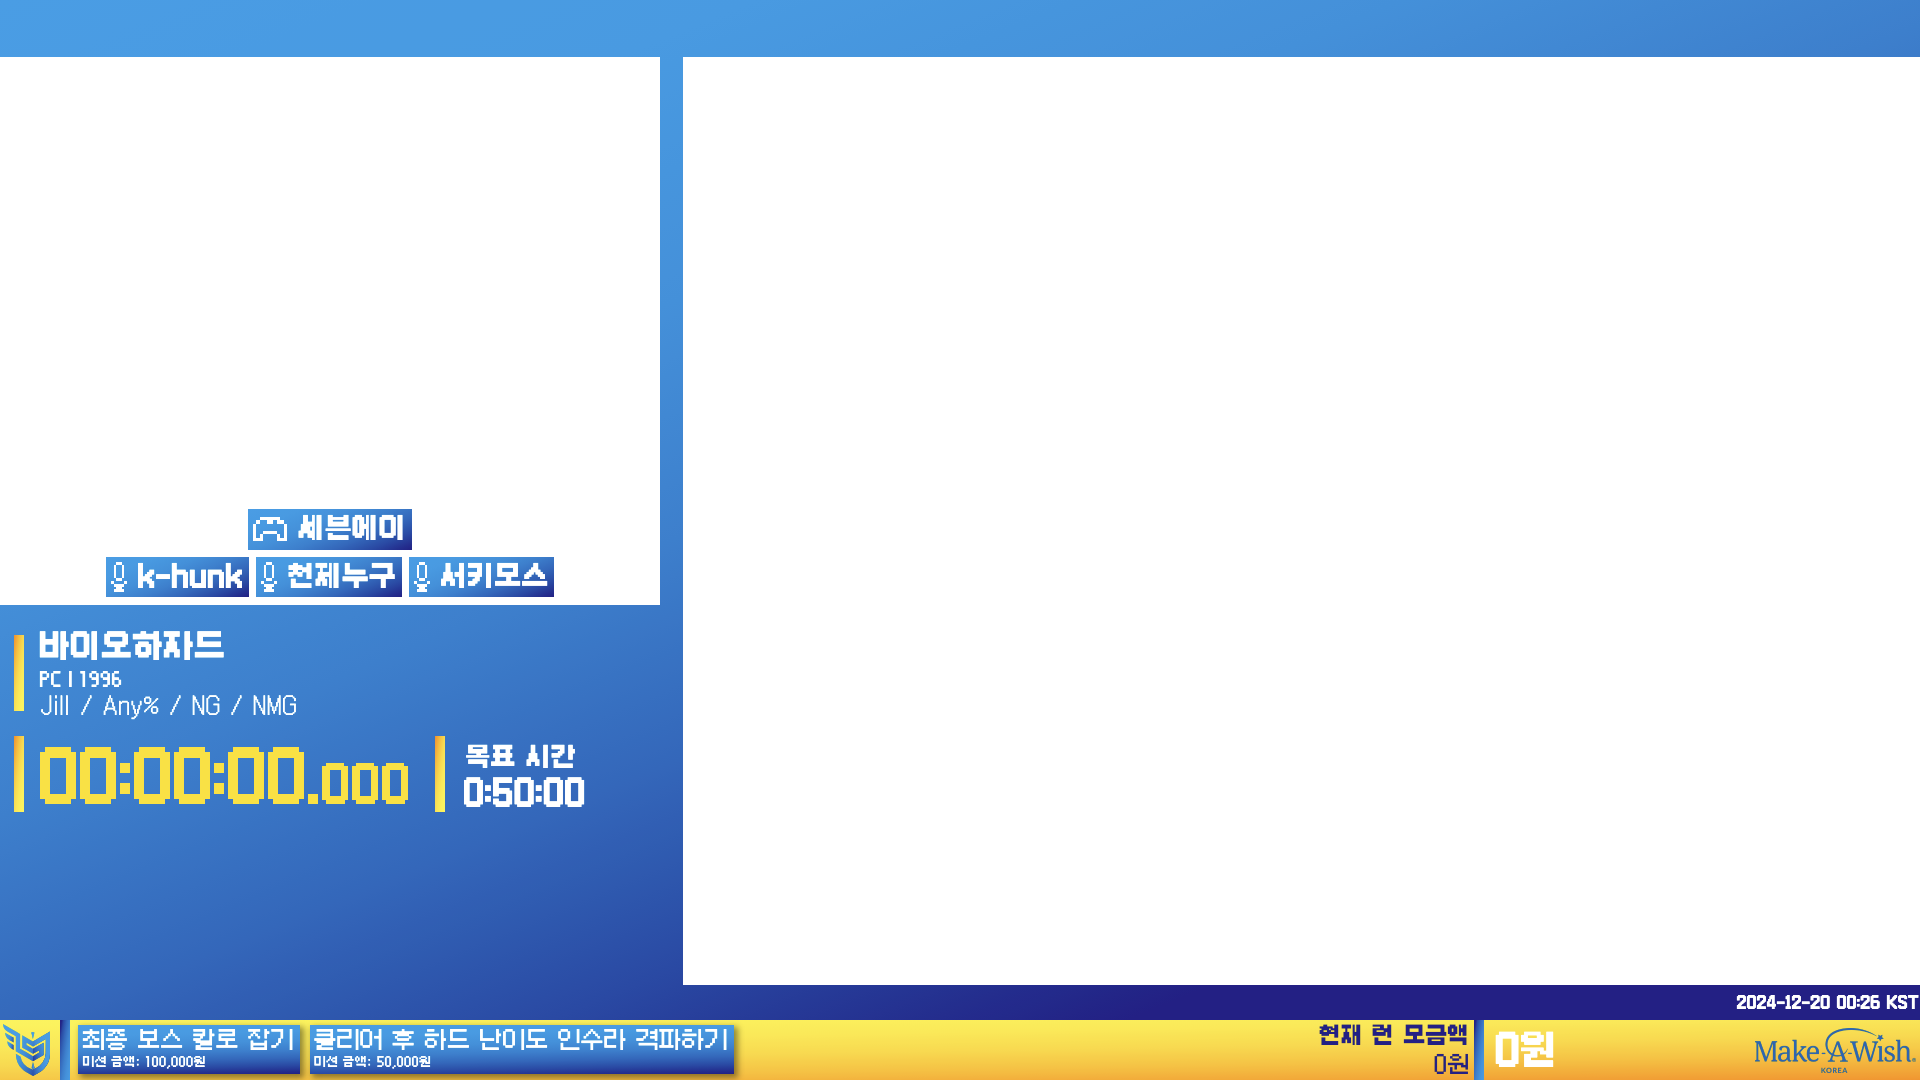 세븐에이
k-hunk
천제누구
서키모스
바이오하자드
PC | 1996
Jill / Any% / NG / NMG
00:00:00.000
목표 시간
0:50:00
2024-12-20 00:26 KST
최종 보스 칼로 잡기
미션 금액: 100,000원
클리어 후 하드 난이도 인수라 격파하기
미션 금액: 50,000원
현재 런 모금액
0원
0원
Make-A-Wish®
KOREA